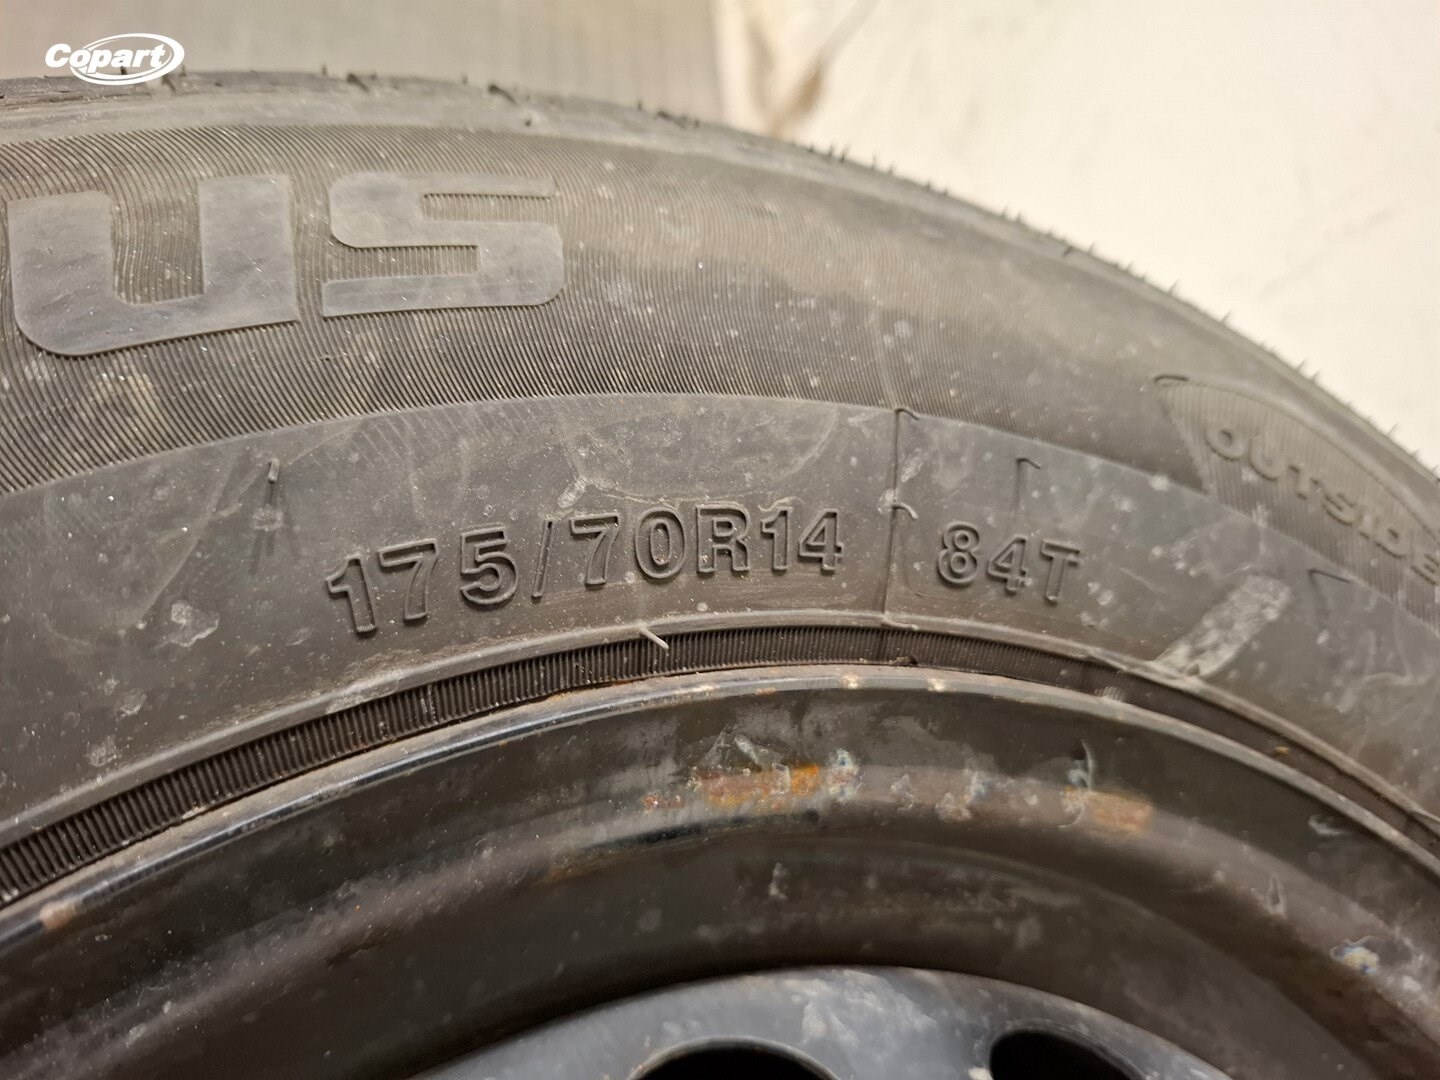 Copart
US
175/70R14 84T
OUTSIDE